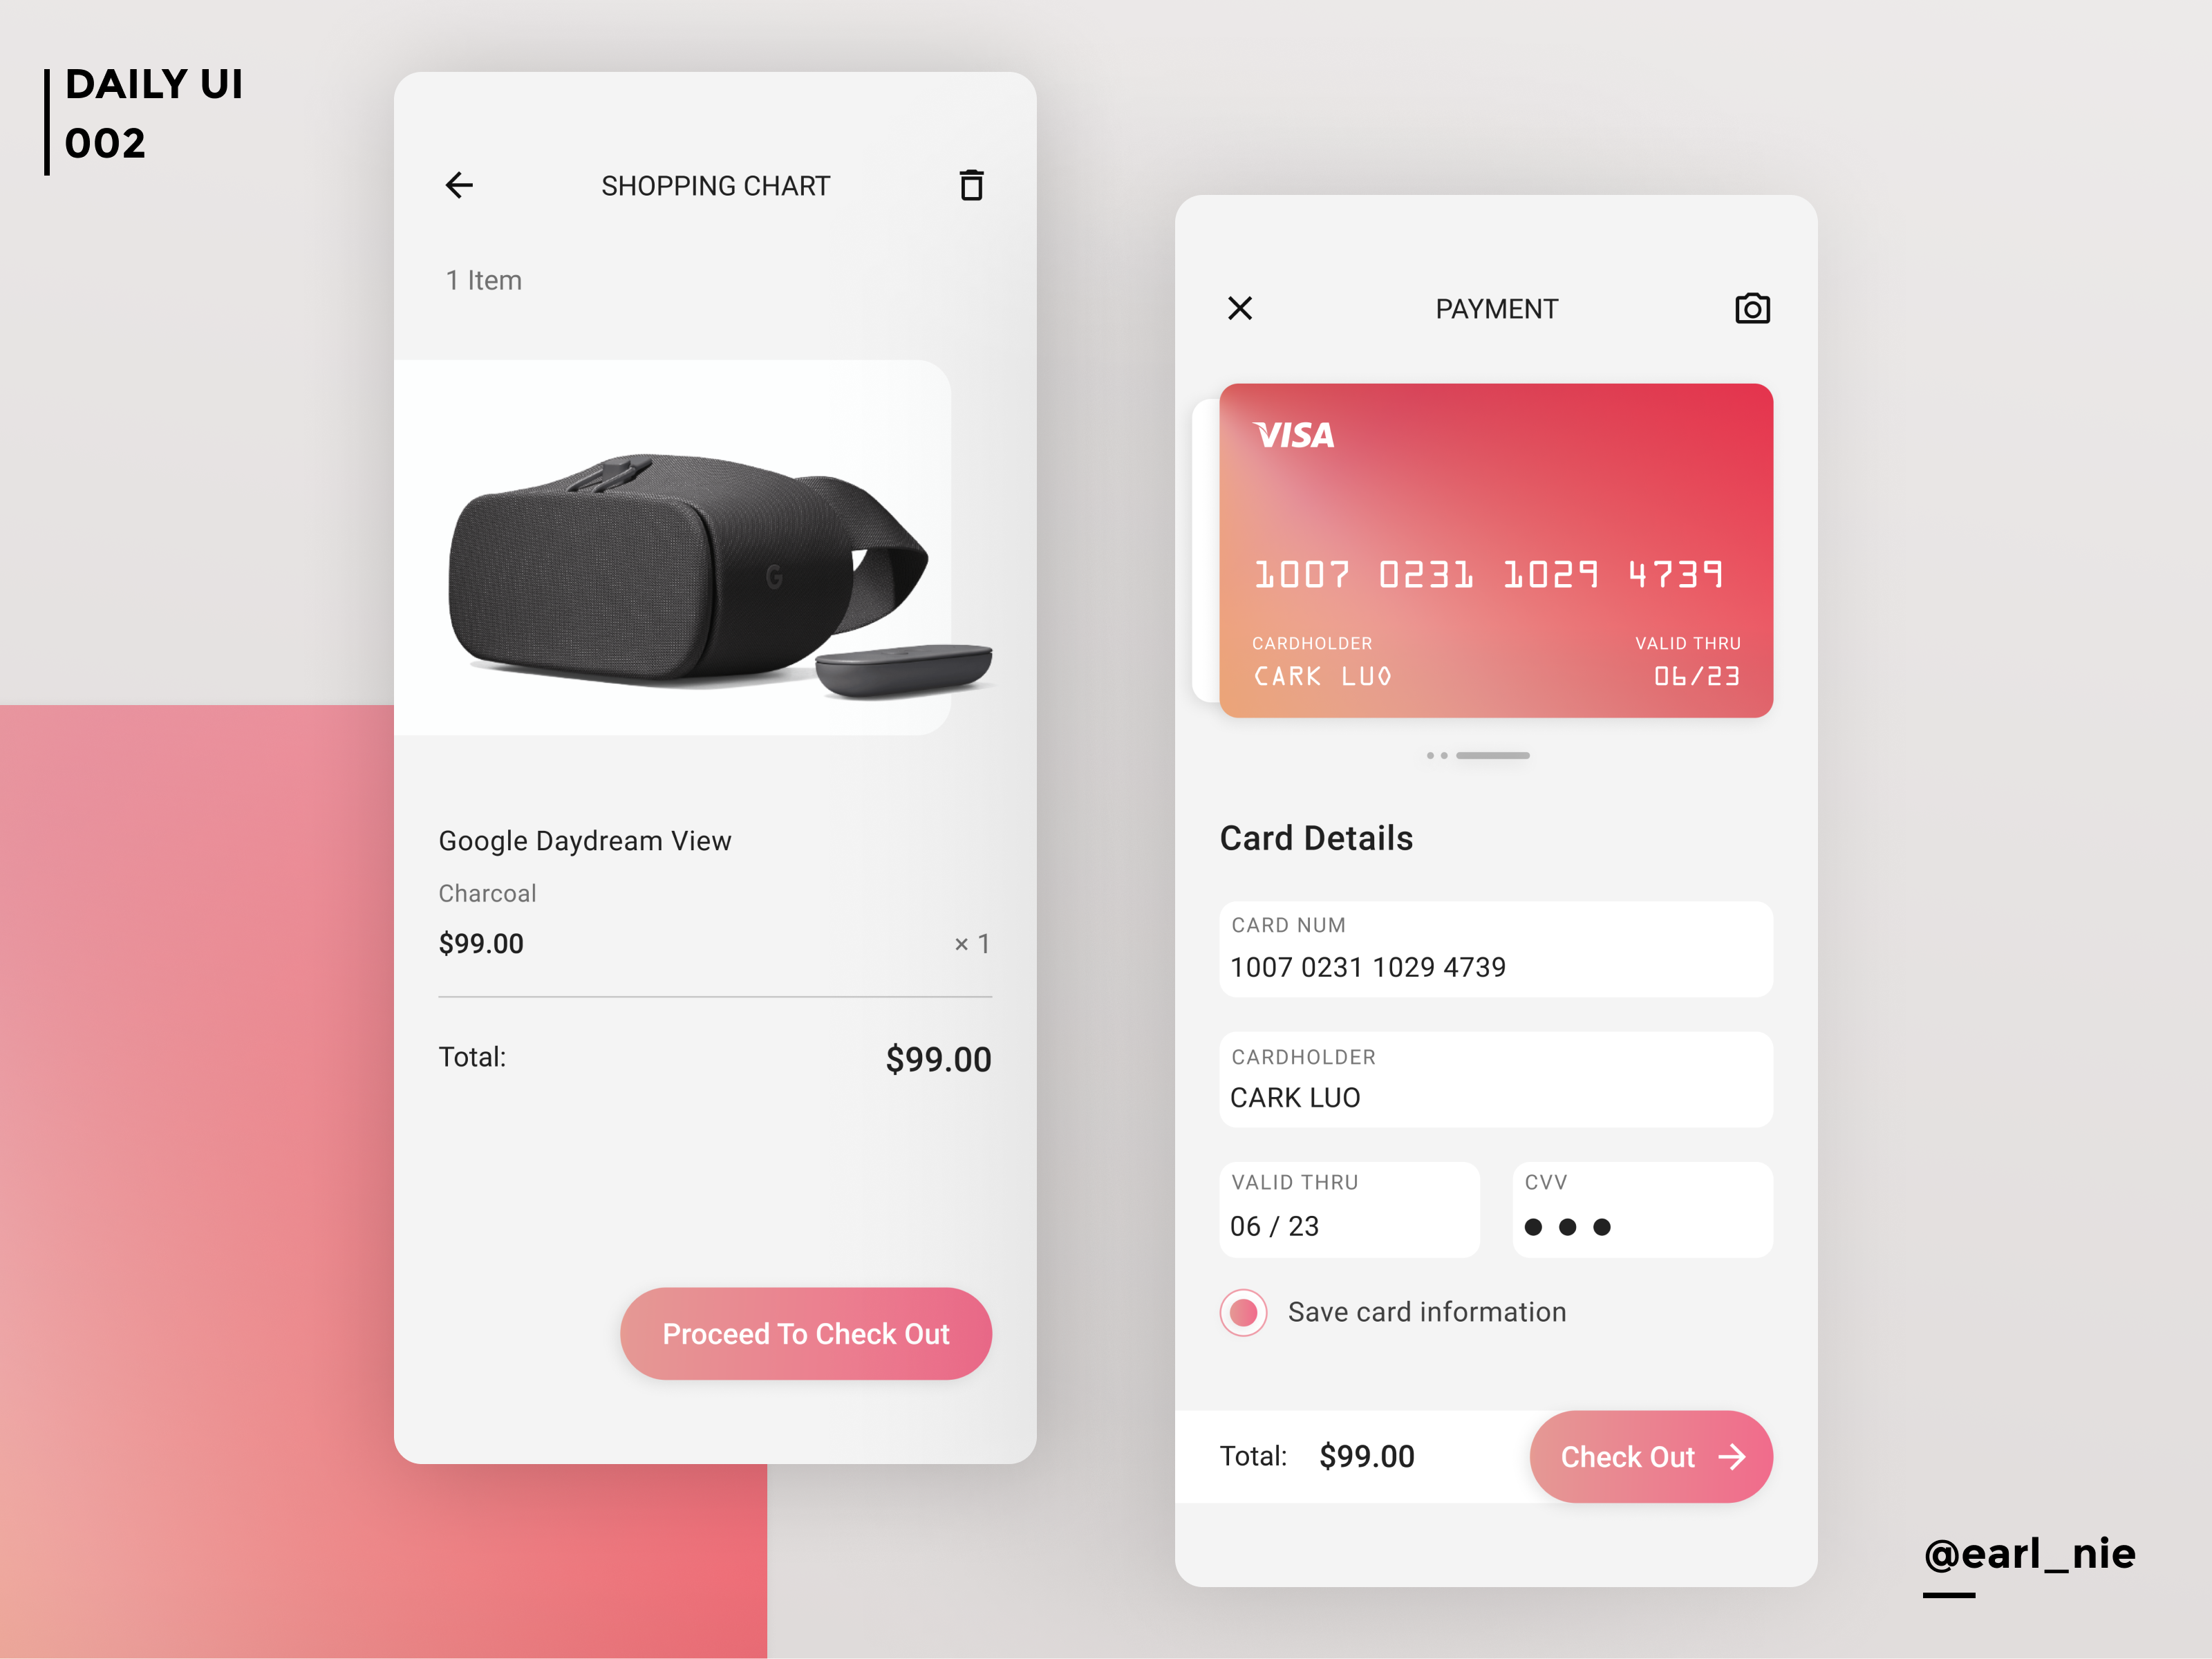 DAILY UI
002
SHOPPING CHART
1 Item
G
Google Daydream View
Charcoal
$99.00
× 1
Total:
$99.00
Proceed To Check Out
PAYMENT
VISA
1007 0231 1029 4739
CARDHOLDER
VALID THRU
CARK LUO
06/23
Card Details
CARD NUM
1007 0231 1029 4739
CARDHOLDER
CARK LUO
VALID THRU
CVV
06 / 23
Save card information
Total:
$99.00
Check Out
@earl_nie